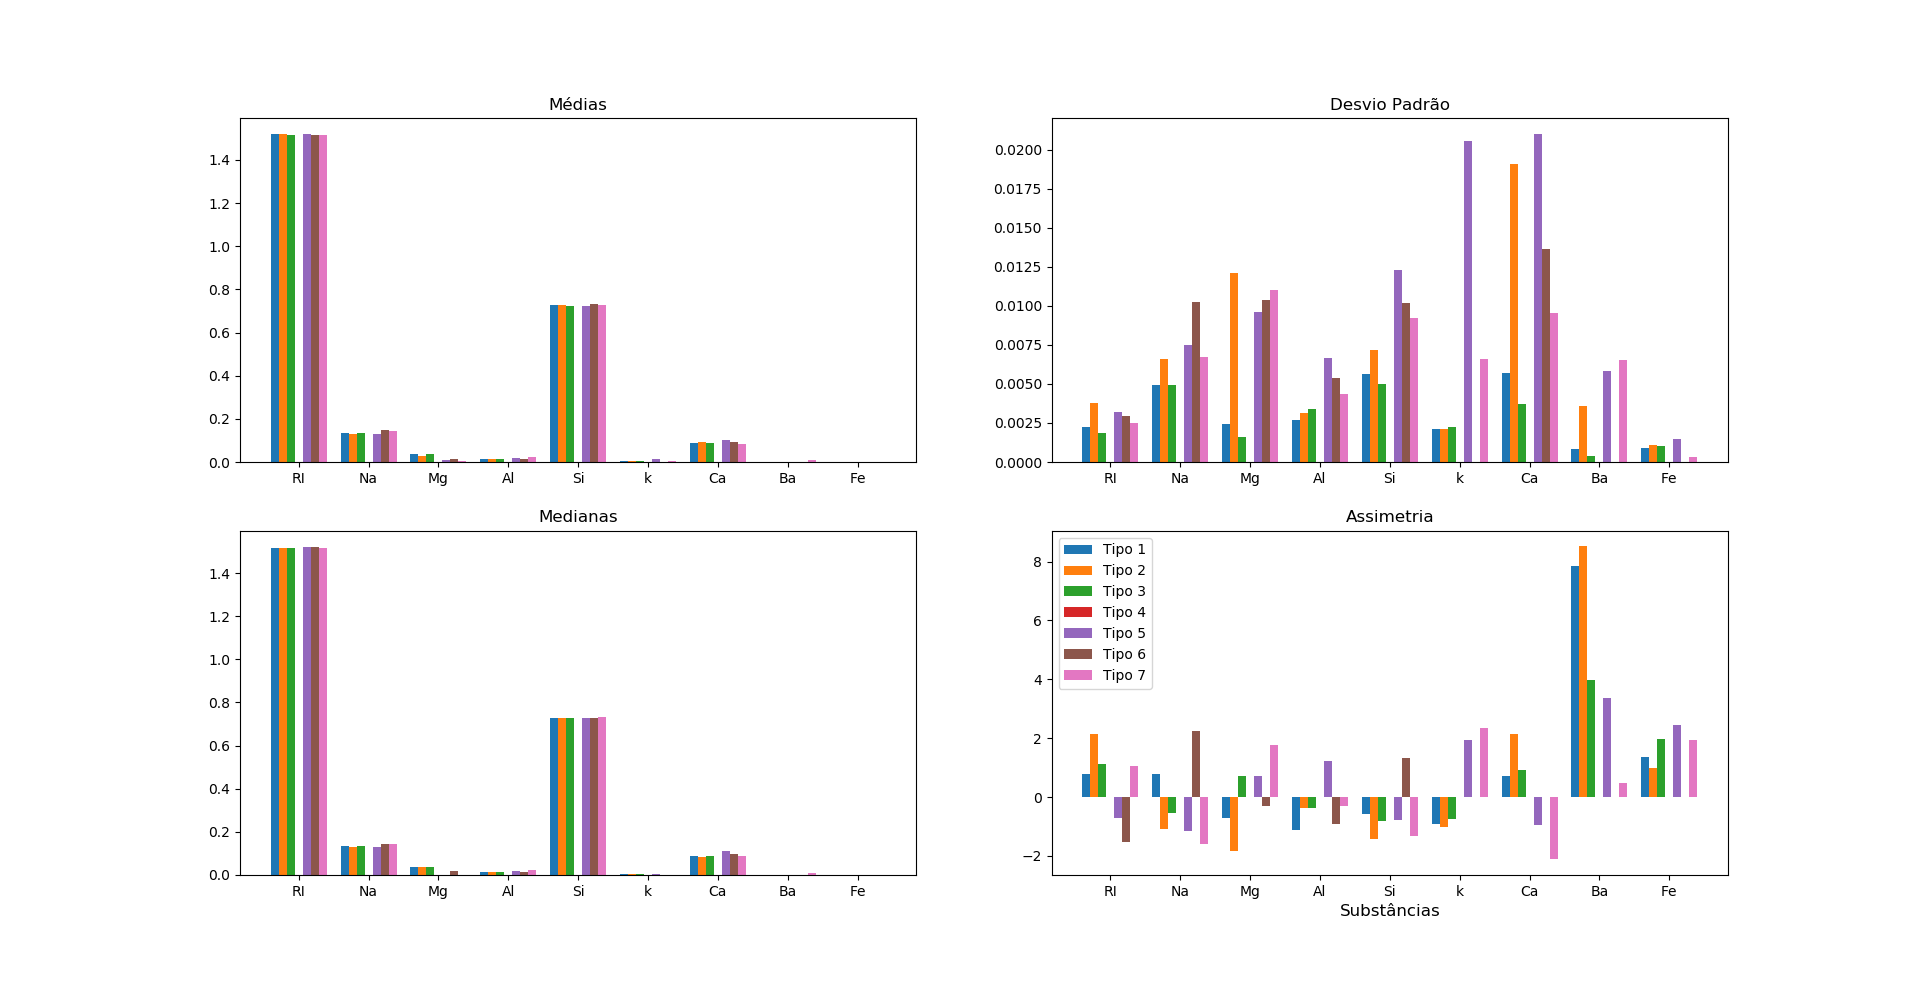 Médias
1.4
1.2
1.0
0.8
0.6
0.4
0.2
0.0
RI Na Mg Al Si k Ca Ba Fe
Desvio Padrão
0.0200
0.0175
0.0150
0.0125
0.0100
0.0075
0.0050
0.0025
0.0000
RI Na Mg Al Si k Ca Ba Fe
Medianas
1.4
1.2
1.0
0.8
0.6
0.4
0.2
0.0
RI Na Mg Al Si k Ca Ba Fe
Assimetria
8
6
4
2
0
−2
Tipo 1
Tipo 2
Tipo 3
Tipo 4
Tipo 5
Tipo 6
Tipo 7
RI Na Mg Al Si k Ca Ba Fe
Substâncias